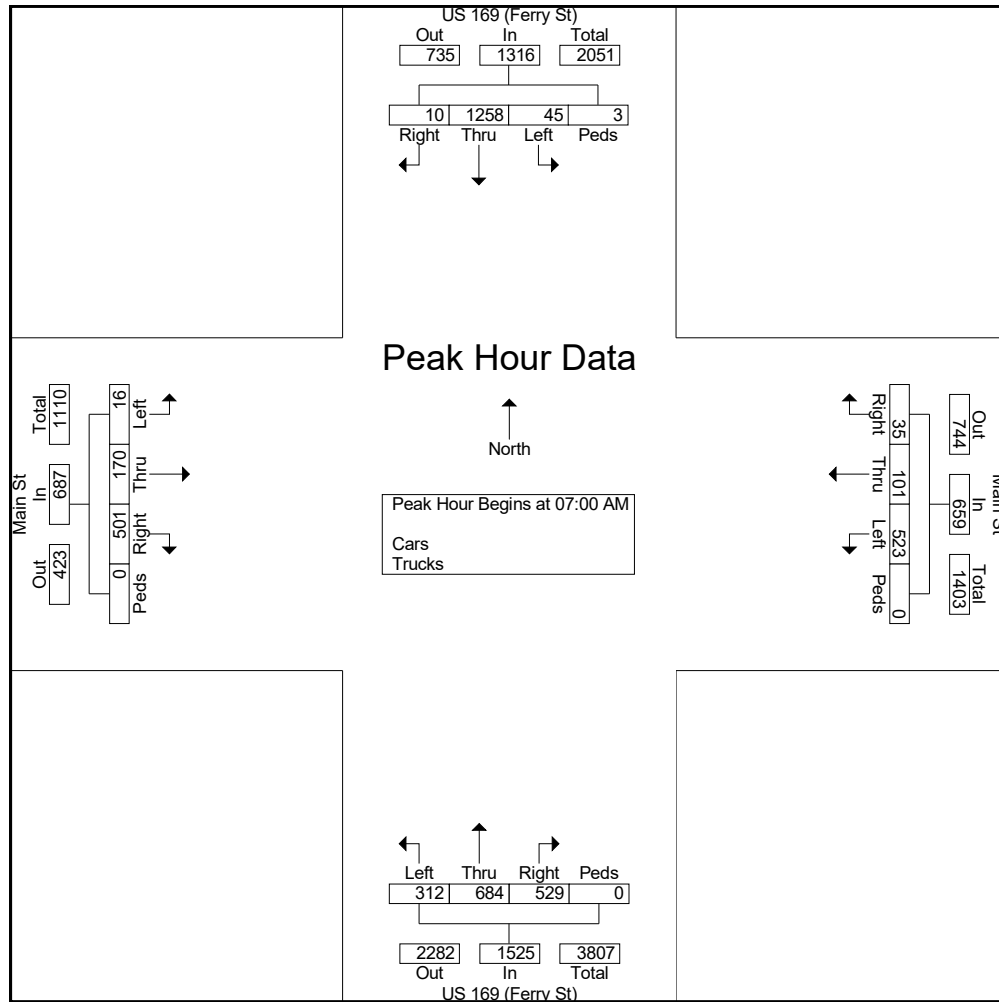 US 169 (Ferry St)
Out In Total
735 1316 2051
10 1258 45 3
Right Thru Left Peds
Peak Hour Data
North
Peak Hour Begins at 07:00 AM
Cars
Trucks
Main St
Total In Out
1110 687 423
16 170 501 0
Left Thru Right Peds
Right Thru Left Peds
35 101 523 0
Out In Total
744 659 1403
Main St
Left Thru Right Peds
312 684 529 0
2282 1525 3807
Out In Total
US 169 (Ferry St)